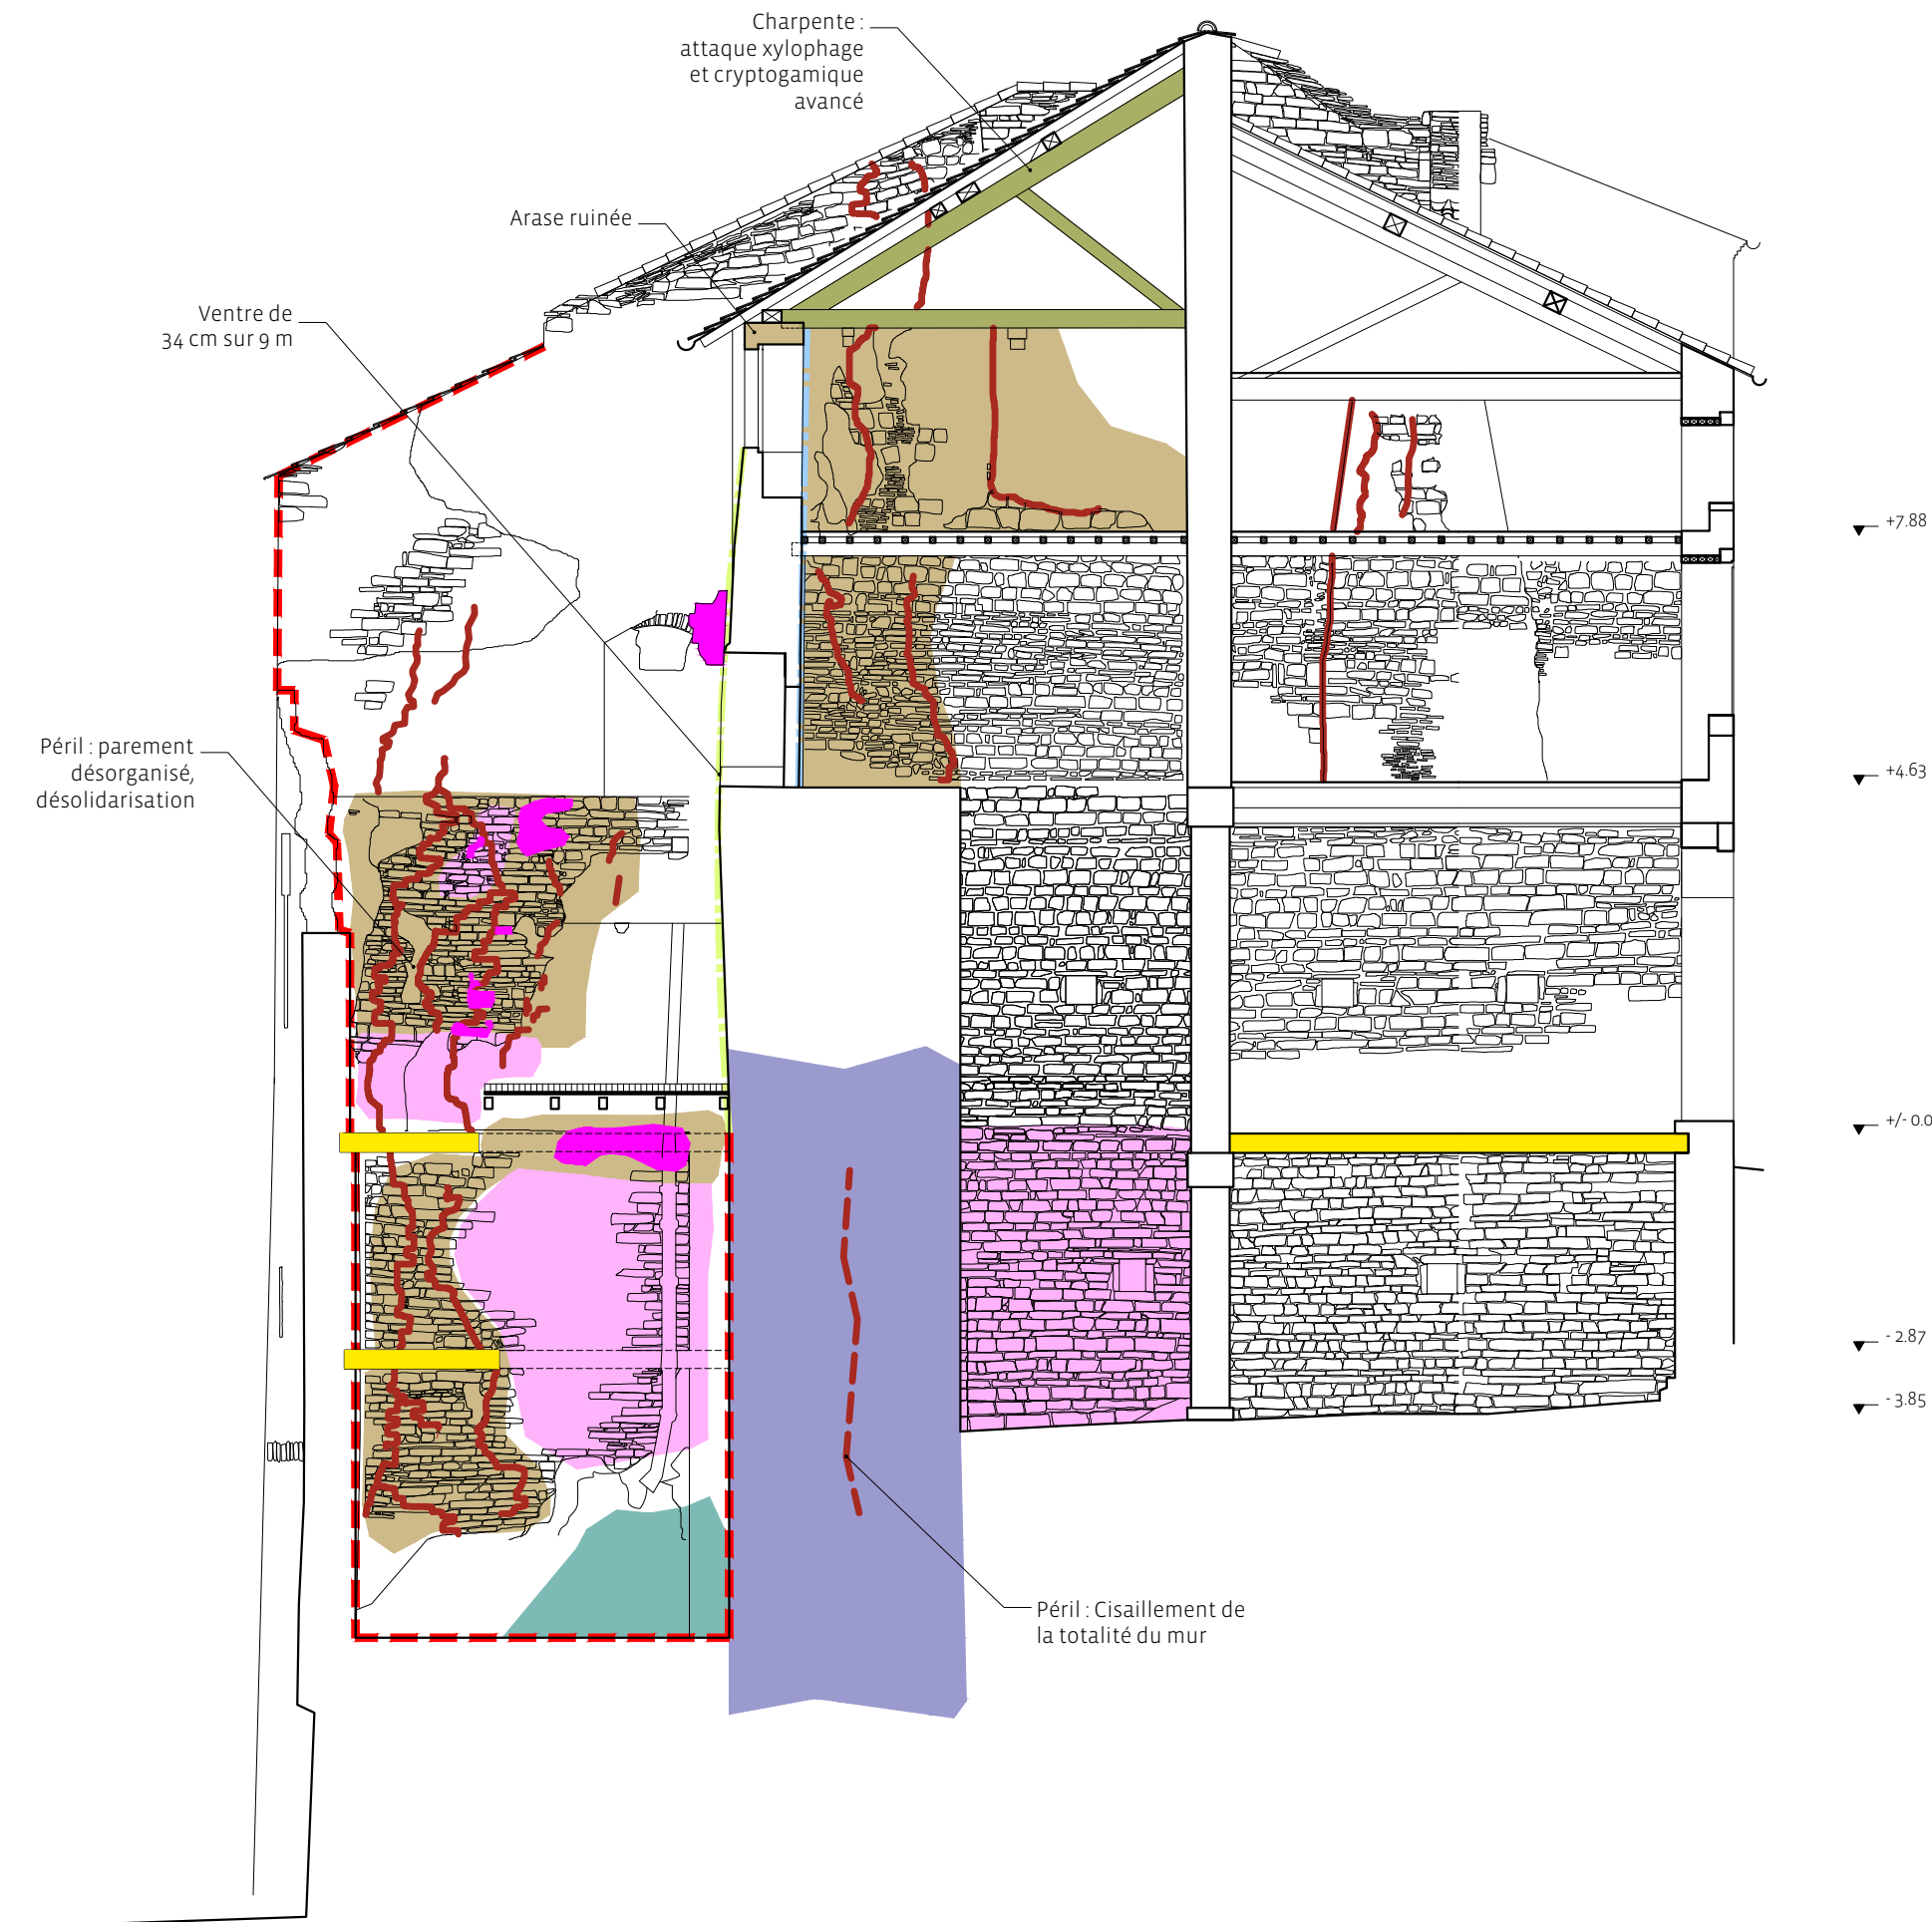 Charpente :
attaque xylophage
et cryptogamique
avancé
Arase ruinée
Ventre de
34 cm sur 9 m
Péril : parement
désorganisé,
désolidarisation
+7.88
+4.63
+/- 0.0
- 2.87
- 3.85
Péril : Cisaillement de
la totalité du mur